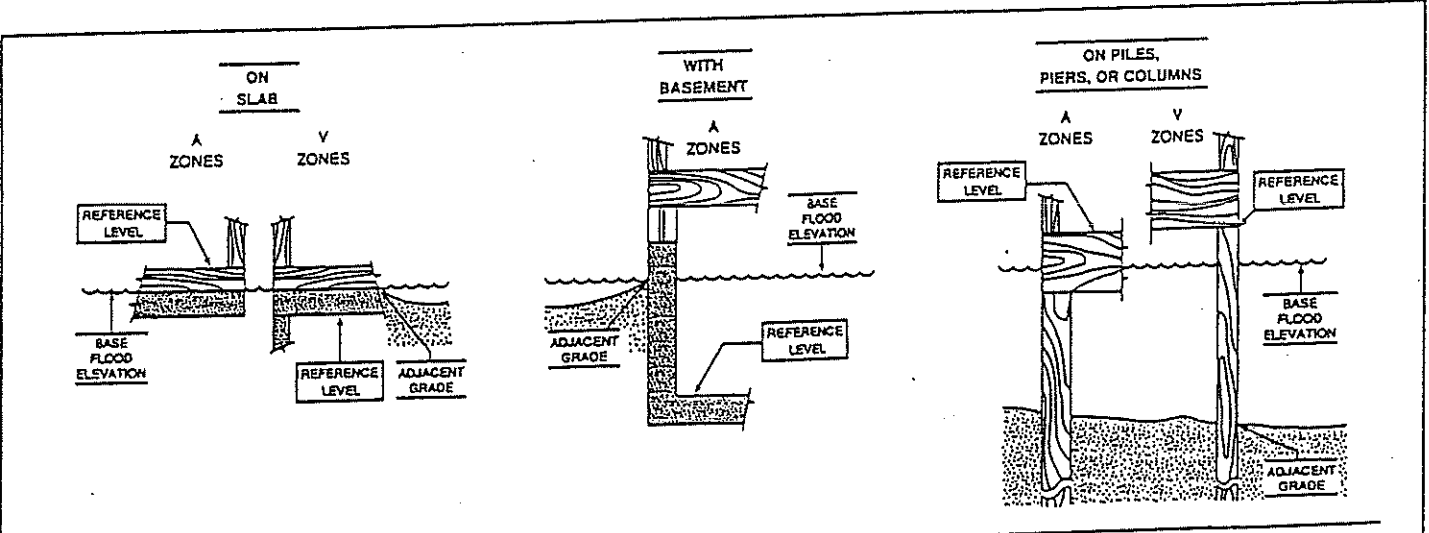 ON
SLAB
A
ZONES
V
ZONES
REFERENCE
LEVEL
BASE
FLOOD
ELEVATION
REFERENCE
LEVEL
ADJACENT
GRADE
WITH
BASEMENT
A
ZONES
BASE
FLOOD
ELEVATION
ADJACENT
GRADE
REFERENCE
LEVEL
ON PILES,
PIERS, OR COLUMNS
A
ZONES
V
ZONES
REFERENCE
LEVEL
REFERENCE
LEVEL
BASE
FLOOD
ELEVATION
ADJACENT
GRADE